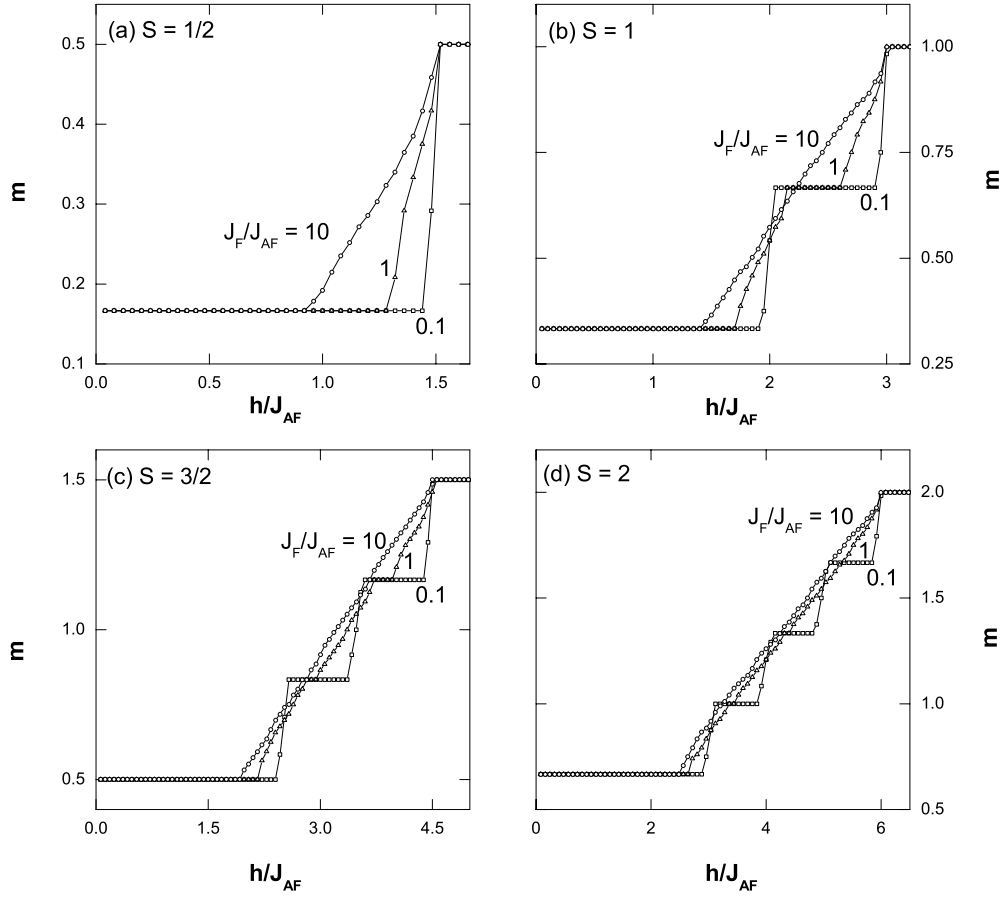 (a) S = 1/2
0.5
0.4
0.3
0.2
0.1
m
J_F/J_AF = 10
1
0.1
0.0 0.5 1.0 1.5
h/J_AF
(b) S = 1
1.00
0.75
0.50
0.25
m
J_F/J_AF = 10
1
0.1
0 1 2 3
h/J_AF
(c) S = 3/2
1.5
1.0
0.5
m
J_F/J_AF = 10
1
0.1
0.0 1.5 3.0 4.5
h/J_AF
(d) S = 2
2.0
1.5
1.0
0.5
m
J_F/J_AF = 10
1
0.1
0 2 4 6
h/J_AF